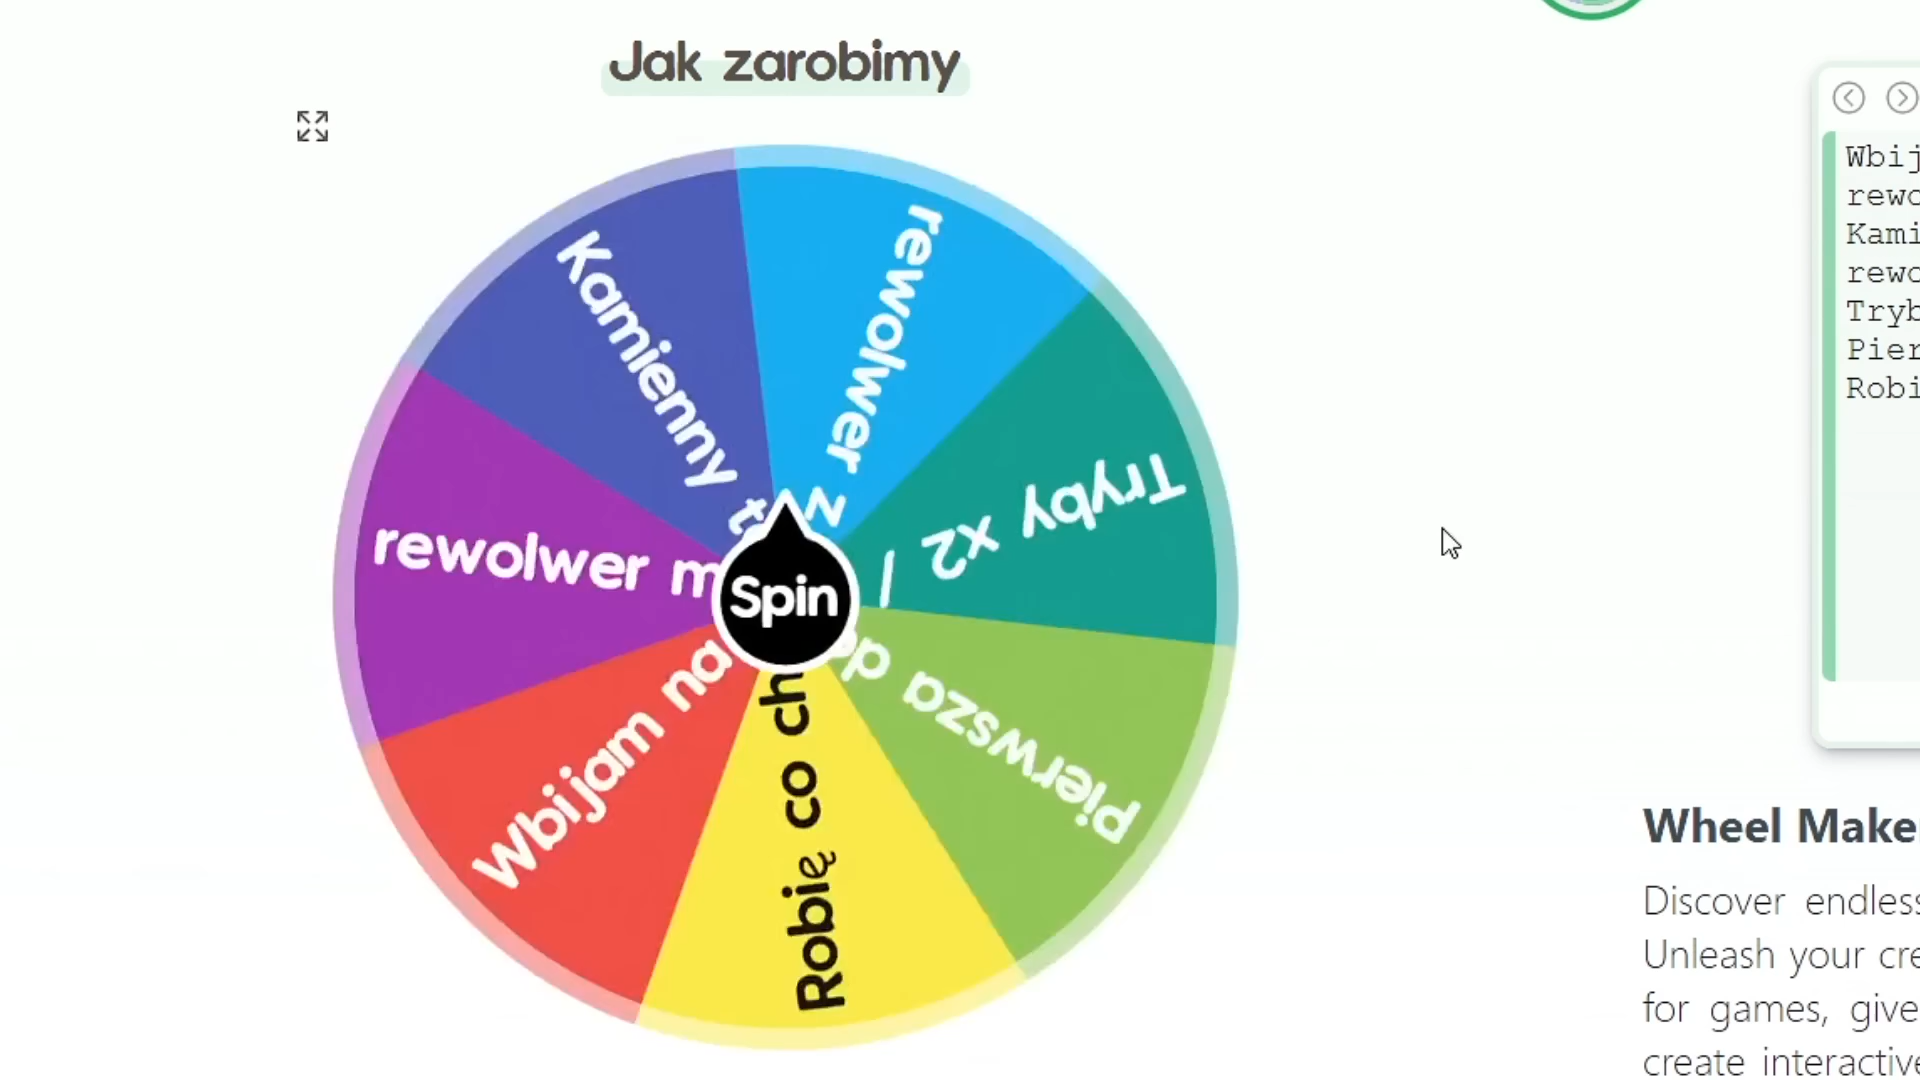 Jak zarobimy
rewolwer z
Kamienny
Tryby x2 /
rewolwer m
Spin
pierwsza do
Wbijam na
Robię co ch
Wbij
rewo
Kami
rewo
Tryb
Pier
Robi
Wheel Make
Discover endless
Unleash your cre
for games, give
create interactive